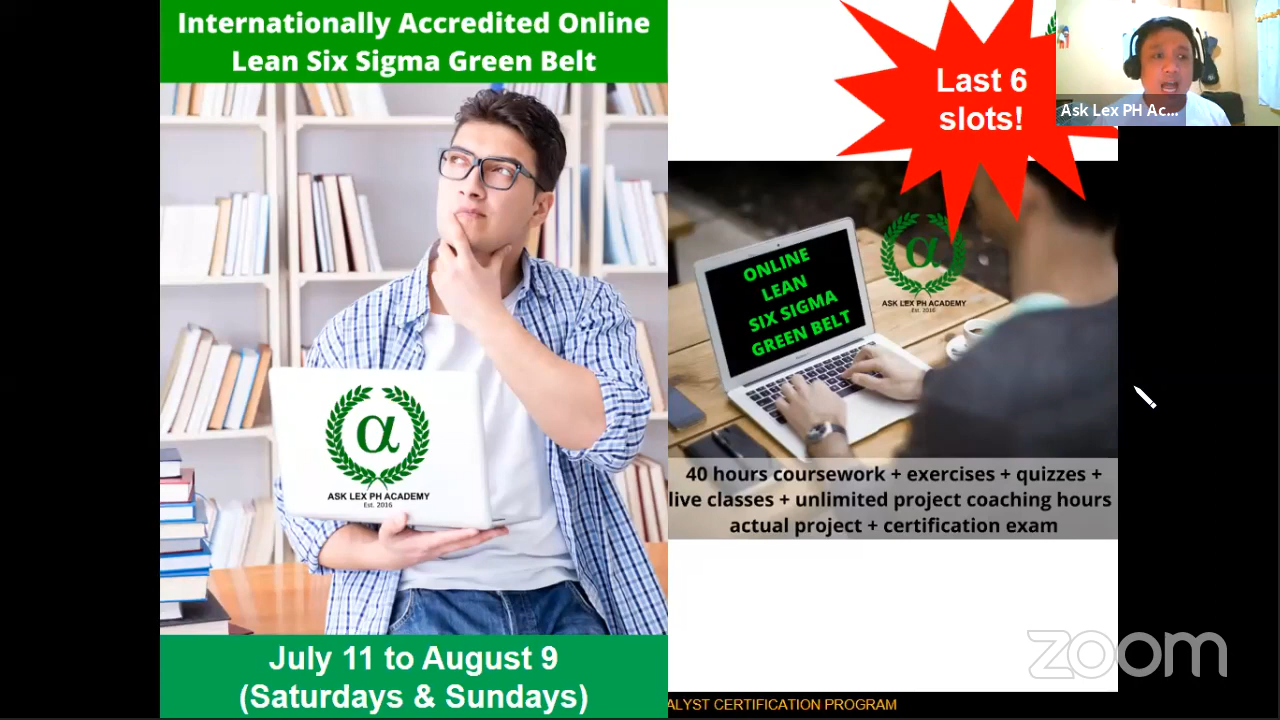 Internationally Accredited Online
Lean Six Sigma Green Belt
α
ASK LEX PH ACADEMY
Est. 2016
July 11 to August 9
(Saturdays & Sundays)
Last 6
slots!
Ask Lex PH Ac...
ONLINE
LEAN
SIX SIGMA
GREEN BELT
α
ASK LEX PH ACADEMY
Est. 2016
40 hours coursework + exercises + quizzes +
live classes + unlimited project coaching hours
actual project + certification exam
zoom
ALYST CERTIFICATION PROGRAM